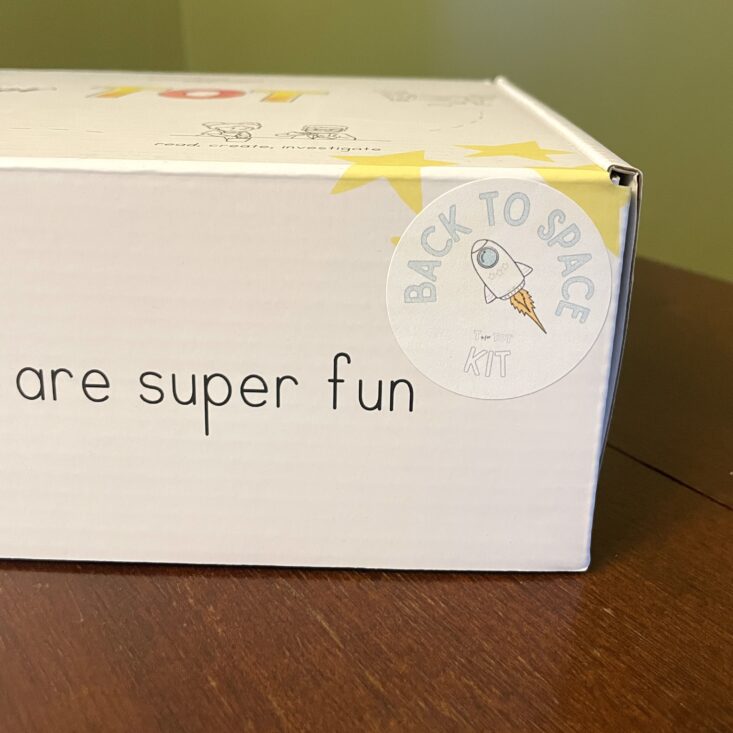 TOT
read, create, investigate
BACK TO SPACE
KIT
are super fun